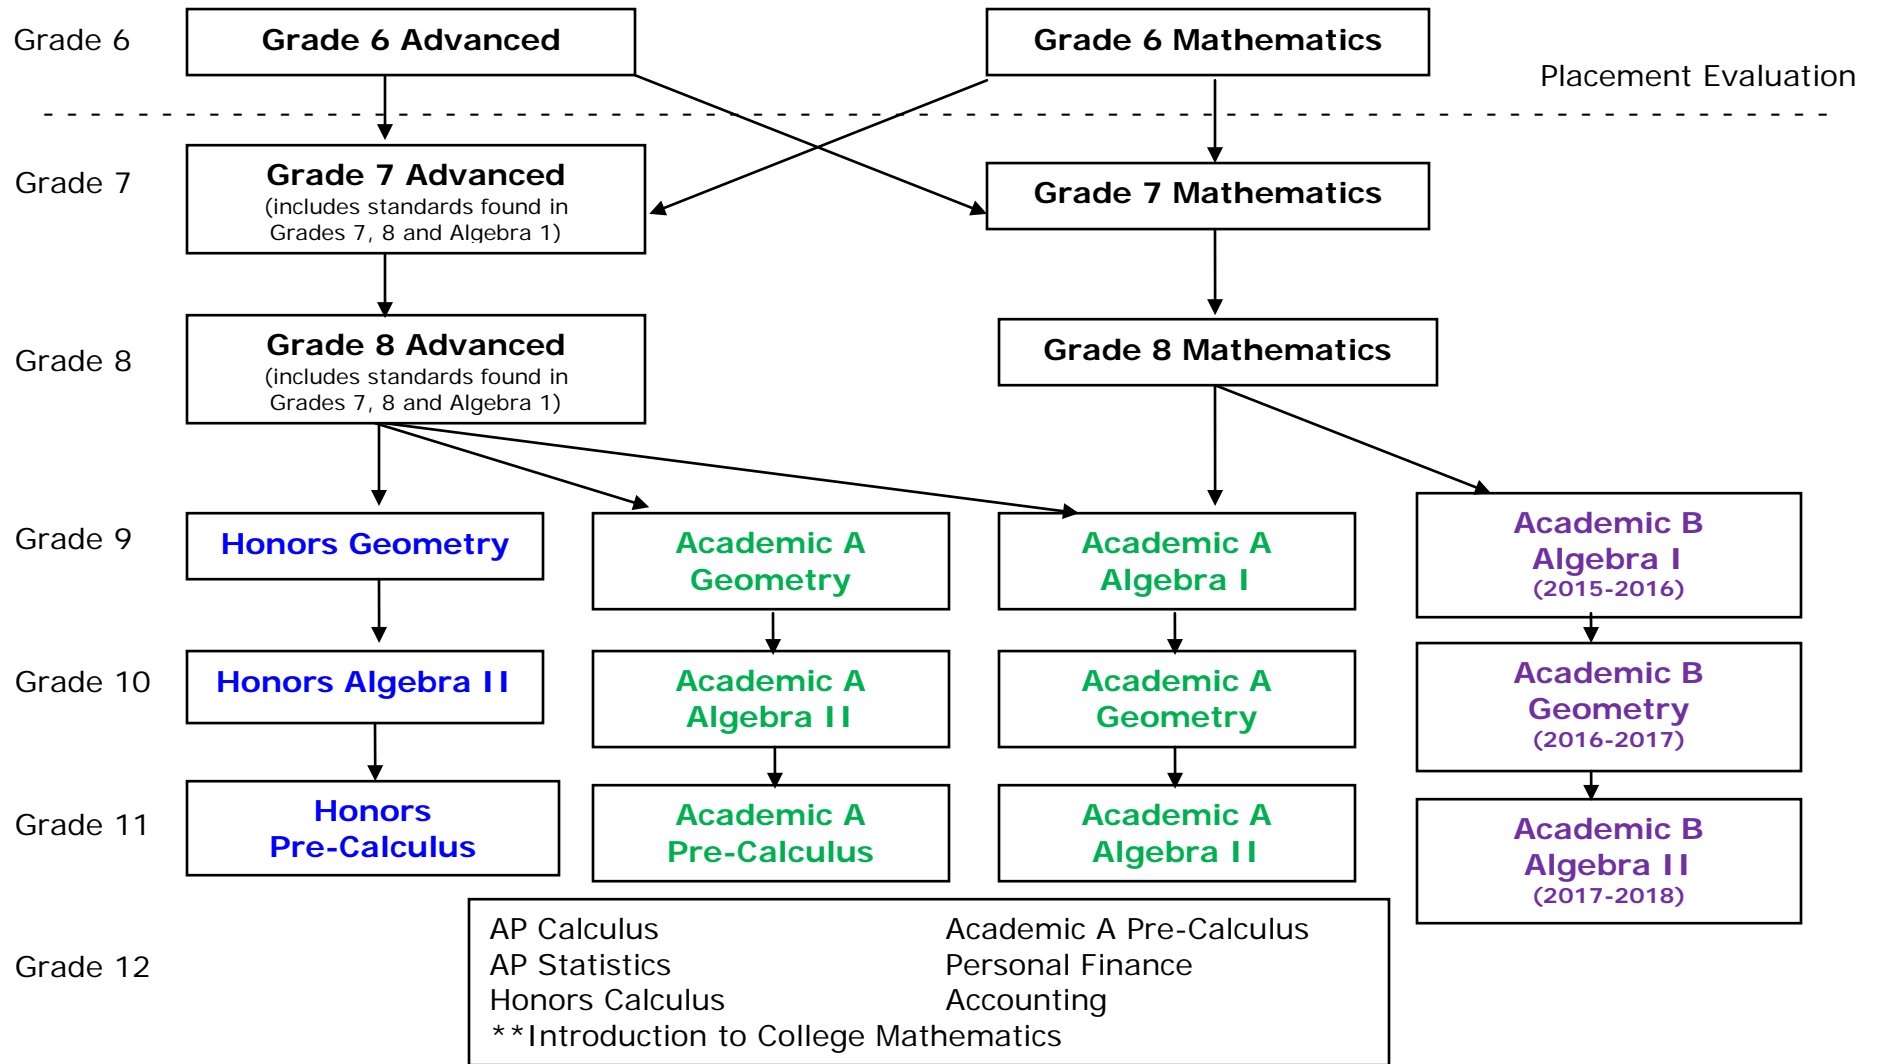 Grade 6
Grade 6 Advanced
Grade 6 Mathematics
Placement Evaluation
Grade 7
Grade 7 Advanced
(includes standards found in
Grades 7, 8 and Algebra 1)
Grade 7 Mathematics
Grade 8
Grade 8 Advanced
(includes standards found in
Grades 7, 8 and Algebra 1)
Grade 8 Mathematics
Grade 9
Honors Geometry
Academic A
Geometry
Academic A
Algebra I
Academic B
Algebra I
(2015-2016)
Grade 10
Honors Algebra II
Academic A
Algebra II
Academic A
Geometry
Academic B
Geometry
(2016-2017)
Grade 11
Honors
Pre-Calculus
Academic A
Pre-Calculus
Academic A
Algebra II
Academic B
Algebra II
(2017-2018)
Grade 12
AP Calculus
AP Statistics
Honors Calculus
**Introduction to College Mathematics
Academic A Pre-Calculus
Personal Finance
Accounting